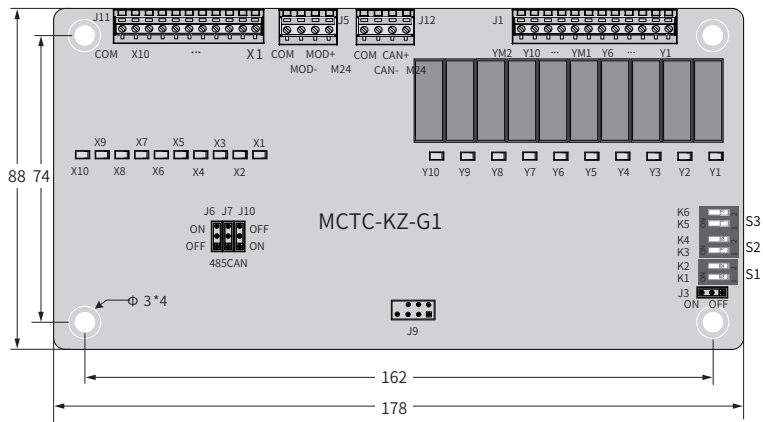 J11 J5 J12 J1
COM X10 ··· X1 COM MOD+ COM CAN+ YM2 Y10 ··· YM1 Y6 ··· Y1
MOD- M24 CAN- M24
X9 X7 X5 X3 X1
X10 X8 X6 X4 X2
Y10 Y9 Y8 Y7 Y6 Y5 Y4 Y3 Y2 Y1
88 74
J6 J7 J10
ON OFF
OFF ON
485CAN
MCTC-KZ-G1
K6
K5 ON S3
K4
K3 ON S2
K2
K1 ON S1
J3
ON OFF
Φ 3*4
J9
162
178